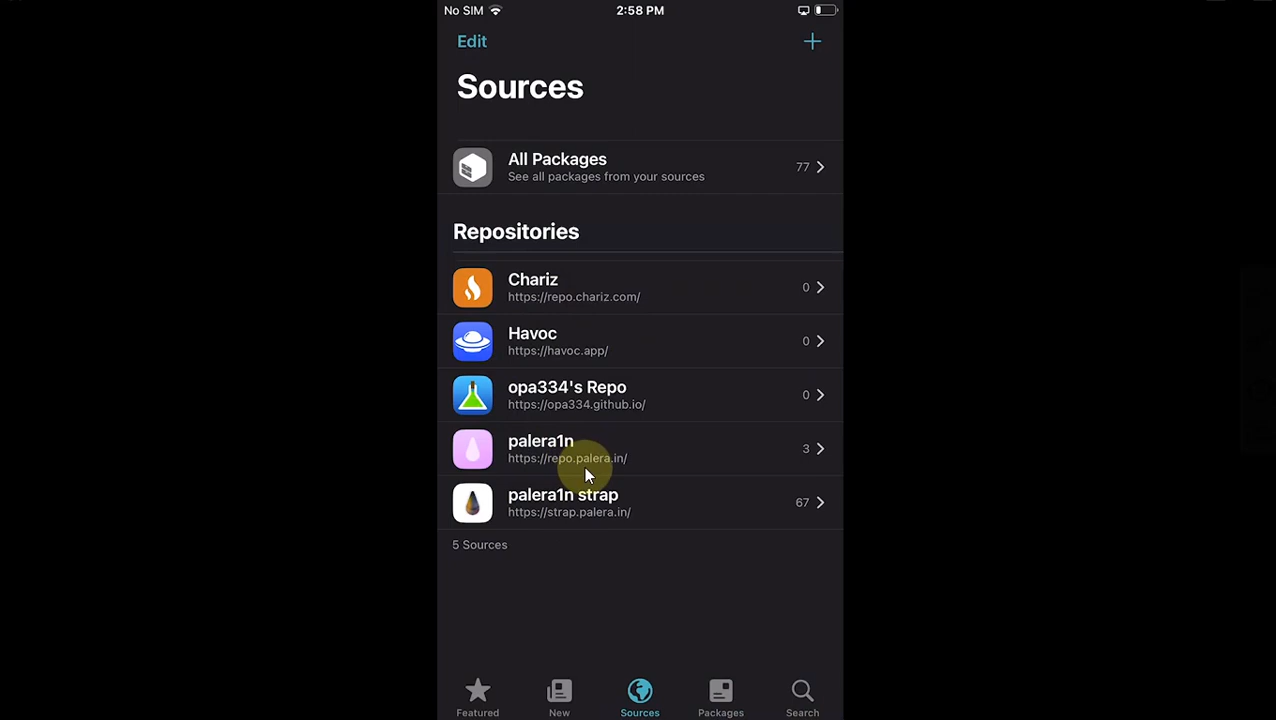 No SIM 2:58 PM
Edit
Sources
All Packages
See all packages from your sources
77
Repositories
Chariz
https://repo.chariz.com/
0
Havoc
https://havoc.app/
0
opa334's Repo
https://opa334.github.io/
0
palera1n
https://repo.palera.in/
3
palera1n strap
https://strap.palera.in/
67
5 Sources
Featured New Sources Packages Search